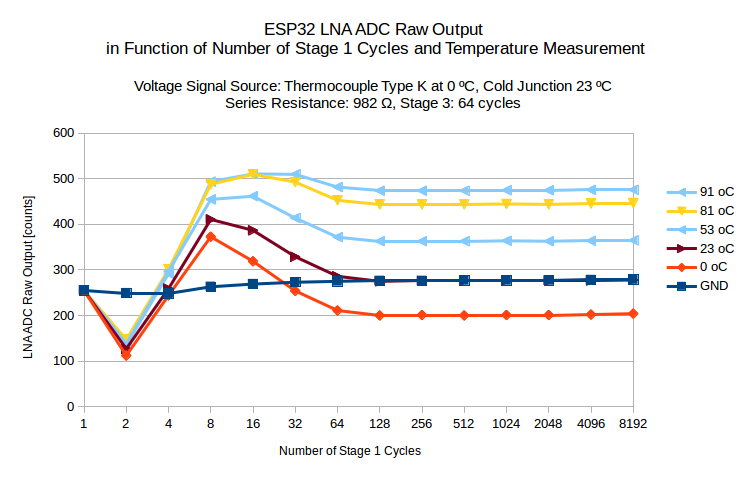 ESP32 LNA ADC Raw Output
in Function of Number of Stage 1 Cycles and Temperature Measurement
Voltage Signal Source: Thermocouple Type K at 0 ºC, Cold Junction 23 ºC
Series Resistance: 982 Ω, Stage 3: 64 cycles
LNA ADC Raw Output [counts]
600
500
400
300
200
100
0
1 2 4 8 16 32 64 128 256 512 1024 2048 4096 8192
Number of Stage 1 Cycles
91 oC
81 oC
53 oC
23 oC
0 oC
GND